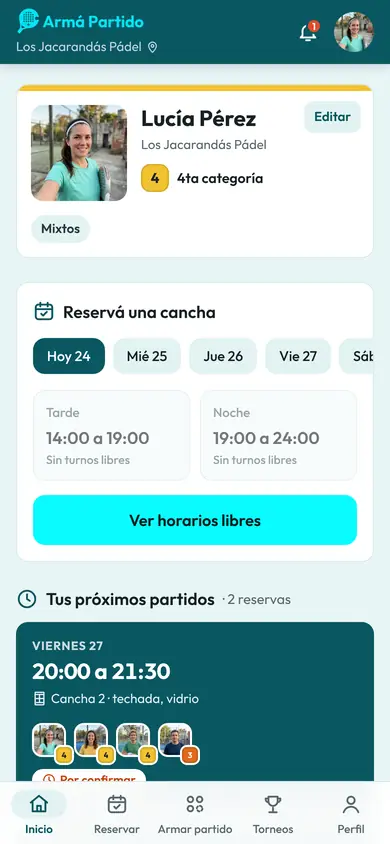 Armá Partido
Los Jacarandás Pádel
1
Lucía Pérez
Editar
Los Jacarandás Pádel
4 4ta categoría
Mixtos
Reservá una cancha
Hoy 24 Mié 25 Jue 26 Vie 27 Sáb
Tarde
14:00 a 19:00
Sin turnos libres
Noche
19:00 a 24:00
Sin turnos libres
Ver horarios libres
Tus próximos partidos · 2 reservas
VIERNES 27
20:00 a 21:30
Cancha 2 · techada, vidrio
4 4 4 3
Por confirmar
Inicio Reservar Armar partido Torneos Perfil